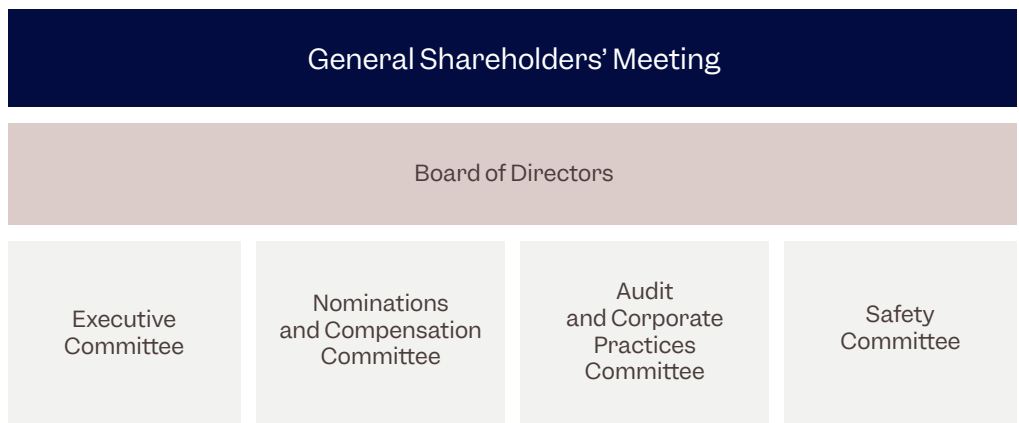 General Shareholders’ Meeting
Board of Directors
Executive
Committee
Nominations
and Compensation
Committee
Audit
and Corporate
Practices
Committee
Safety
Committee